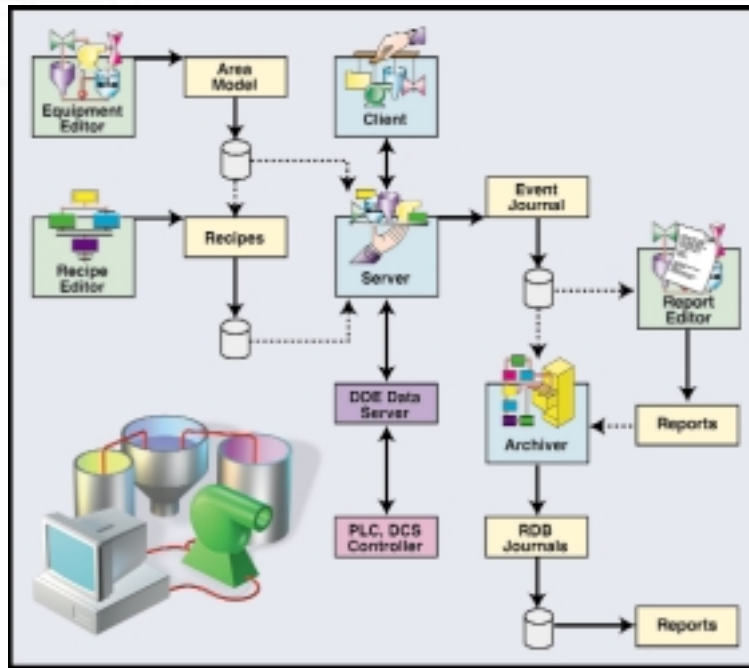 Equipment
Editor
Area
Model
Client
Recipe
Editor
Recipes
Server
Event
Journal
Report
Editor
DDE Data
Server
Archiver
Reports
PLC, DCS
Controller
RDB
Journals
Reports